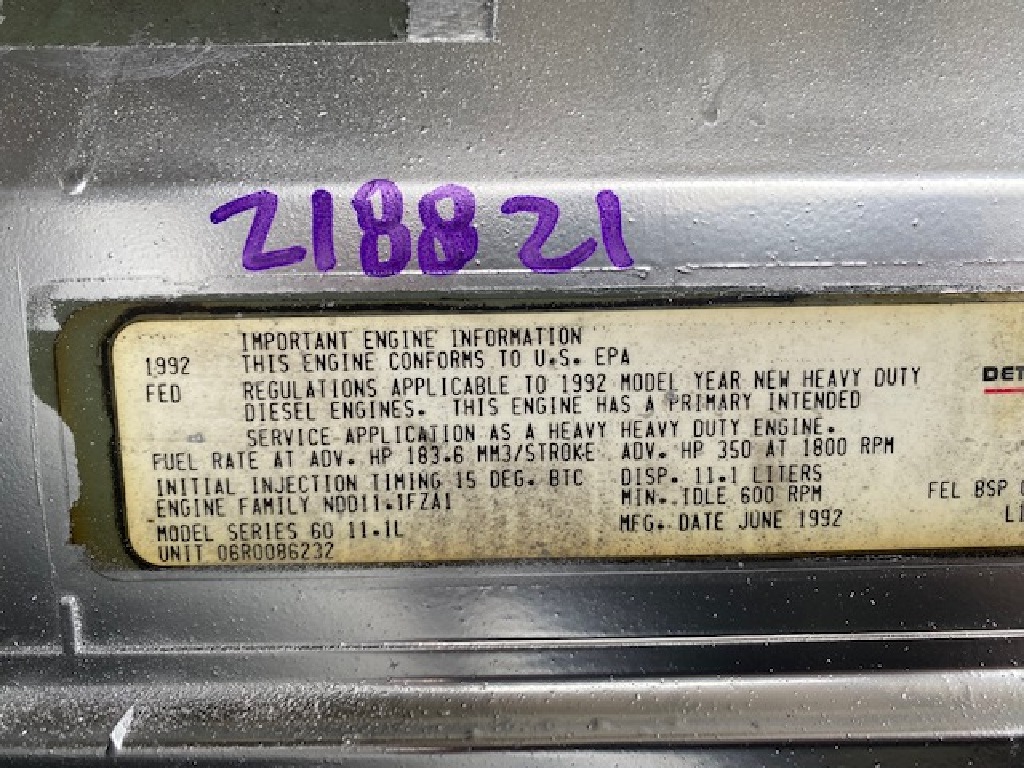 218821
IMPORTANT ENGINE INFORMATION
1992 THIS ENGINE CONFORMS TO U.S. EPA
FED REGULATIONS APPLICABLE TO 1992 MODEL YEAR NEW HEAVY DUTY
DIESEL ENGINES. THIS ENGINE HAS A PRIMARY INTENDED
SERVICE APPLICATION AS A HEAVY HEAVY DUTY ENGINE.
FUEL RATE AT ADV. HP 183.6 MM3/STROKE ADV. HP 350 AT 1800 RPM
INITIAL INJECTION TIMING 15 DEG. BTC DISP. 11.1 LITERS
ENGINE FAMILY NDD11.1FZA1 MIN. IDLE 600 RPM
MODEL SERIES 60 11.1L MFG. DATE JUNE 1992
UNIT 06R0086232
DET
FEL BSP
LI